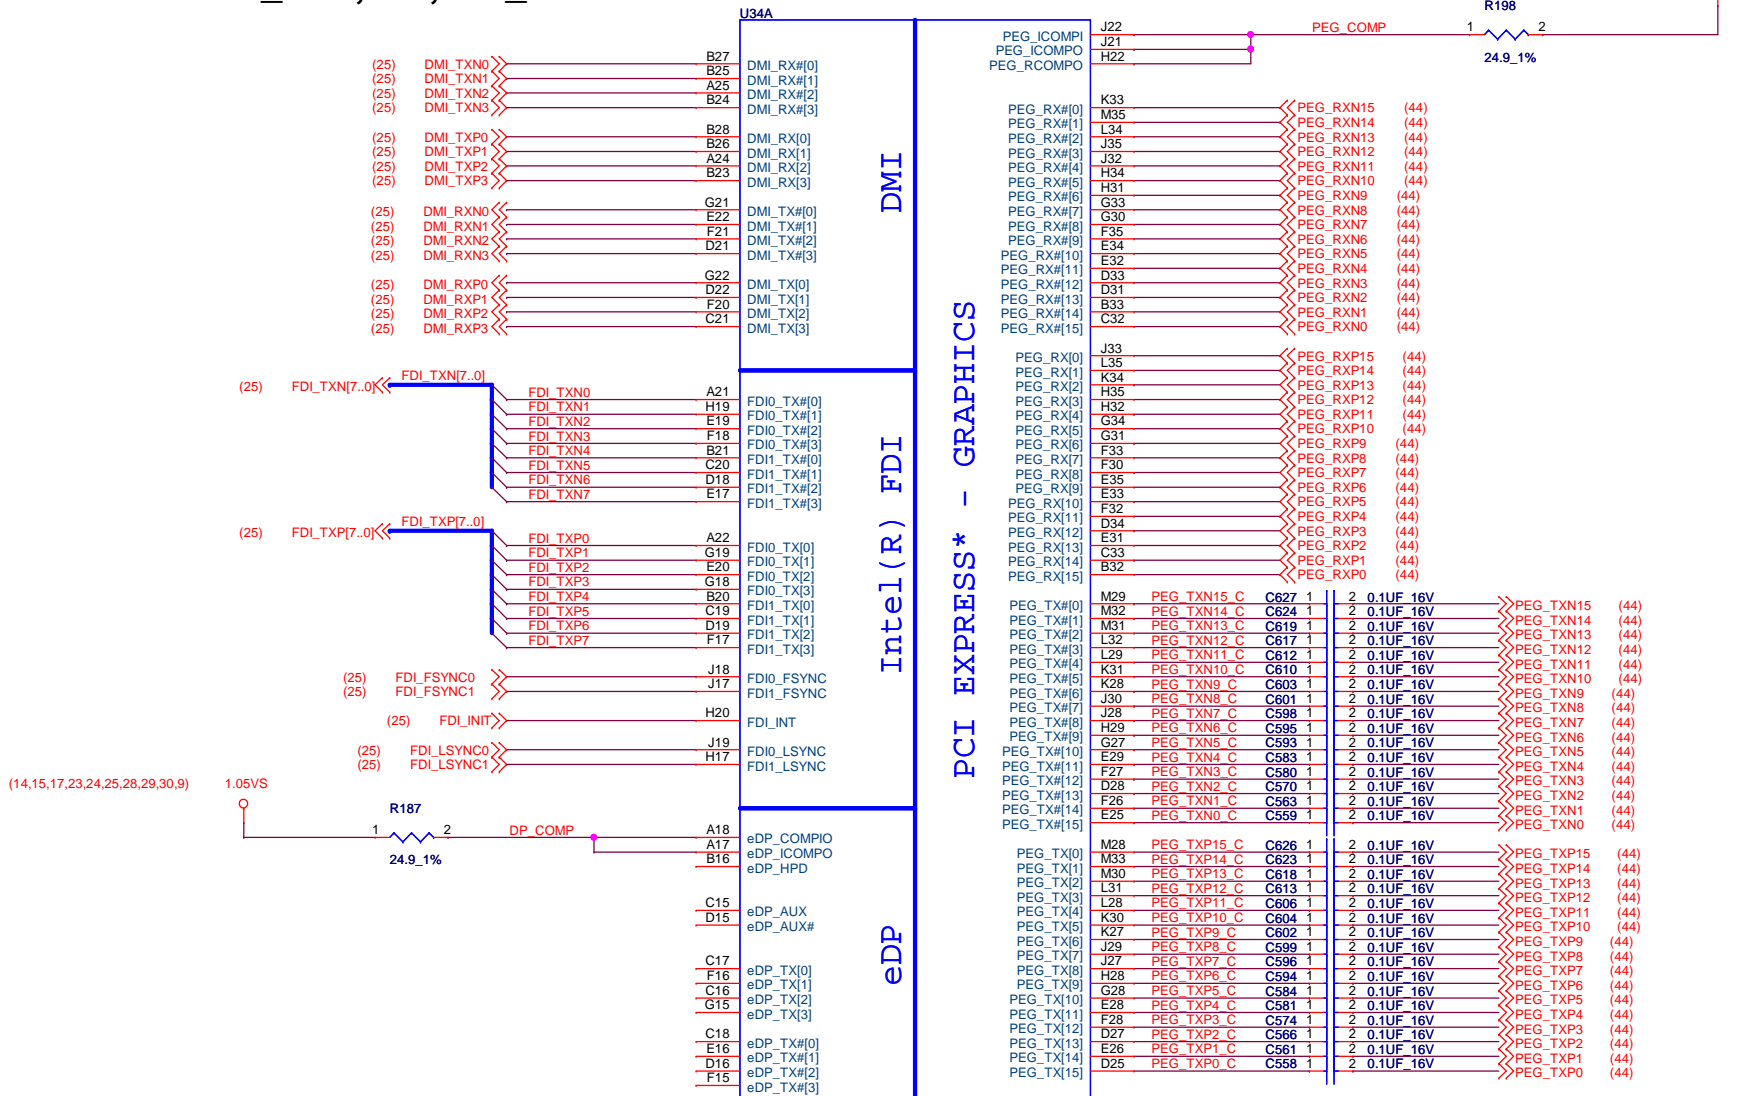 U34A
R198
PEG_COMP
1 2
24.9_1%
J22 PEG_ICOMPI
J21 PEG_ICOMPO
H22 PEG_RCOMPO
(25) DMI_TXN0 B27 DMI_RX#[0]
(25) DMI_TXN1 B25 DMI_RX#[1]
(25) DMI_TXN2 A25 DMI_RX#[2]
(25) DMI_TXN3 B24 DMI_RX#[3]
(25) DMI_TXP0 B28 DMI_RX[0]
(25) DMI_TXP1 B26 DMI_RX[1]
(25) DMI_TXP2 A24 DMI_RX[2]
(25) DMI_TXP3 B23 DMI_RX[3]
(25) DMI_RXN0 G21 DMI_TX#[0]
(25) DMI_RXN1 E22 DMI_TX#[1]
(25) DMI_RXN2 F21 DMI_TX#[2]
(25) DMI_RXN3 D21 DMI_TX#[3]
(25) DMI_RXP0 G22 DMI_TX[0]
(25) DMI_RXP1 D22 DMI_TX[1]
(25) DMI_RXP2 F20 DMI_TX[2]
(25) DMI_RXP3 C21 DMI_TX[3]
DMI
(25) FDI_TXN[7..0] FDI_TXN[7..0]
FDI_TXN0 A21 FDI0_TX#[0]
FDI_TXN1 H19 FDI0_TX#[1]
FDI_TXN2 E19 FDI0_TX#[2]
FDI_TXN3 F18 FDI0_TX#[3]
FDI_TXN4 B21 FDI1_TX#[0]
FDI_TXN5 C20 FDI1_TX#[1]
FDI_TXN6 D18 FDI1_TX#[2]
FDI_TXN7 E17 FDI1_TX#[3]
(25) FDI_TXP[7..0] FDI_TXP[7..0]
FDI_TXP0 A22 FDI0_TX[0]
FDI_TXP1 G19 FDI0_TX[1]
FDI_TXP2 E20 FDI0_TX[2]
FDI_TXP3 G18 FDI0_TX[3]
FDI_TXP4 B20 FDI1_TX[0]
FDI_TXP5 C19 FDI1_TX[1]
FDI_TXP6 D19 FDI1_TX[2]
FDI_TXP7 F17 FDI1_TX[3]
(25) FDI_FSYNC0 J18 FDI0_FSYNC
(25) FDI_FSYNC1 J17 FDI1_FSYNC
(25) FDI_INIT H20 FDI_INT
(25) FDI_LSYNC0 J19 FDI0_LSYNC
(25) FDI_LSYNC1 H17 FDI1_LSYNC
Intel(R) FDI
(14,15,17,23,24,25,28,29,30,9) 1.05VS
R187
1 2
24.9_1%
DP_COMP
A18 eDP_COMPIO
A17 eDP_ICOMPO
B16 eDP_HPD
C15 eDP_AUX
D15 eDP_AUX#
C17 eDP_TX[0]
F16 eDP_TX[1]
C16 eDP_TX[2]
G15 eDP_TX[3]
C18 eDP_TX#[0]
E16 eDP_TX#[1]
D16 eDP_TX#[2]
F15 eDP_TX#[3]
eDP
PCI EXPRESS* - GRAPHICS
PEG_RX#[0] K33 PEG_RXN15 (44)
PEG_RX#[1] M35 PEG_RXN14 (44)
PEG_RX#[2] L34 PEG_RXN13 (44)
PEG_RX#[3] J35 PEG_RXN12 (44)
PEG_RX#[4] J32 PEG_RXN11 (44)
PEG_RX#[5] H34 PEG_RXN10 (44)
PEG_RX#[6] H31 PEG_RXN9 (44)
PEG_RX#[7] G33 PEG_RXN8 (44)
PEG_RX#[8] G30 PEG_RXN7 (44)
PEG_RX#[9] F35 PEG_RXN6 (44)
PEG_RX#[10] E34 PEG_RXN5 (44)
PEG_RX#[11] E32 PEG_RXN4 (44)
PEG_RX#[12] D33 PEG_RXN3 (44)
PEG_RX#[13] D31 PEG_RXN2 (44)
PEG_RX#[14] B33 PEG_RXN1 (44)
PEG_RX#[15] C32 PEG_RXN0 (44)
PEG_RX[0] J33 PEG_RXP15 (44)
PEG_RX[1] L35 PEG_RXP14 (44)
PEG_RX[2] K34 PEG_RXP13 (44)
PEG_RX[3] H35 PEG_RXP12 (44)
PEG_RX[4] H32 PEG_RXP11 (44)
PEG_RX[5] G34 PEG_RXP10 (44)
PEG_RX[6] G31 PEG_RXP9 (44)
PEG_RX[7] F33 PEG_RXP8 (44)
PEG_RX[8] F30 PEG_RXP7 (44)
PEG_RX[9] E35 PEG_RXP6 (44)
PEG_RX[10] E33 PEG_RXP5 (44)
PEG_RX[11] F32 PEG_RXP4 (44)
PEG_RX[12] D34 PEG_RXP3 (44)
PEG_RX[13] E31 PEG_RXP2 (44)
PEG_RX[14] C33 PEG_RXP1 (44)
PEG_RX[15] B32 PEG_RXP0 (44)
PEG_TX#[0] M29 PEG_TXN15_C C627 1 2 0.1UF_16V PEG_TXN15 (44)
PEG_TX#[1] M32 PEG_TXN14_C C624 1 2 0.1UF_16V PEG_TXN14 (44)
PEG_TX#[2] M31 PEG_TXN13_C C619 1 2 0.1UF_16V PEG_TXN13 (44)
PEG_TX#[3] L32 PEG_TXN12_C C617 1 2 0.1UF_16V PEG_TXN12 (44)
PEG_TX#[4] L29 PEG_TXN11_C C612 1 2 0.1UF_16V PEG_TXN11 (44)
PEG_TX#[5] K31 PEG_TXN10_C C610 1 2 0.1UF_16V PEG_TXN10 (44)
PEG_TX#[6] K28 PEG_TXN9_C C603 1 2 0.1UF_16V PEG_TXN9 (44)
PEG_TX#[7] J30 PEG_TXN8_C C601 1 2 0.1UF_16V PEG_TXN8 (44)
PEG_TX#[8] J28 PEG_TXN7_C C598 1 2 0.1UF_16V PEG_TXN7 (44)
PEG_TX#[9] H29 PEG_TXN6_C C595 1 2 0.1UF_16V PEG_TXN6 (44)
PEG_TX#[10] G27 PEG_TXN5_C C593 1 2 0.1UF_16V PEG_TXN5 (44)
PEG_TX#[11] E29 PEG_TXN4_C C583 1 2 0.1UF_16V PEG_TXN4 (44)
PEG_TX#[12] F27 PEG_TXN3_C C580 1 2 0.1UF_16V PEG_TXN3 (44)
PEG_TX#[13] D28 PEG_TXN2_C C570 1 2 0.1UF_16V PEG_TXN2 (44)
PEG_TX#[14] F26 PEG_TXN1_C C563 1 2 0.1UF_16V PEG_TXN1 (44)
PEG_TX#[15] E25 PEG_TXN0_C C559 1 2 0.1UF_16V PEG_TXN0 (44)
PEG_TX[0] M28 PEG_TXP15_C C626 1 2 0.1UF_16V PEG_TXP15 (44)
PEG_TX[1] M33 PEG_TXP14_C C623 1 2 0.1UF_16V PEG_TXP14 (44)
PEG_TX[2] M30 PEG_TXP13_C C618 1 2 0.1UF_16V PEG_TXP13 (44)
PEG_TX[3] L31 PEG_TXP12_C C613 1 2 0.1UF_16V PEG_TXP12 (44)
PEG_TX[4] L28 PEG_TXP11_C C606 1 2 0.1UF_16V PEG_TXP11 (44)
PEG_TX[5] K30 PEG_TXP10_C C604 1 2 0.1UF_16V PEG_TXP10 (44)
PEG_TX[6] K27 PEG_TXP9_C C602 1 2 0.1UF_16V PEG_TXP9 (44)
PEG_TX[7] J29 PEG_TXP8_C C599 1 2 0.1UF_16V PEG_TXP8 (44)
PEG_TX[8] J27 PEG_TXP7_C C596 1 2 0.1UF_16V PEG_TXP7 (44)
PEG_TX[9] H28 PEG_TXP6_C C594 1 2 0.1UF_16V PEG_TXP6 (44)
PEG_TX[10] G28 PEG_TXP5_C C584 1 2 0.1UF_16V PEG_TXP5 (44)
PEG_TX[11] E28 PEG_TXP4_C C581 1 2 0.1UF_16V PEG_TXP4 (44)
PEG_TX[12] F28 PEG_TXP3_C C574 1 2 0.1UF_16V PEG_TXP3 (44)
PEG_TX[13] D27 PEG_TXP2_C C566 1 2 0.1UF_16V PEG_TXP2 (44)
PEG_TX[14] E26 PEG_TXP1_C C561 1 2 0.1UF_16V PEG_TXP1 (44)
PEG_TX[15] D25 PEG_TXP0_C C558 1 2 0.1UF_16V PEG_TXP0 (44)